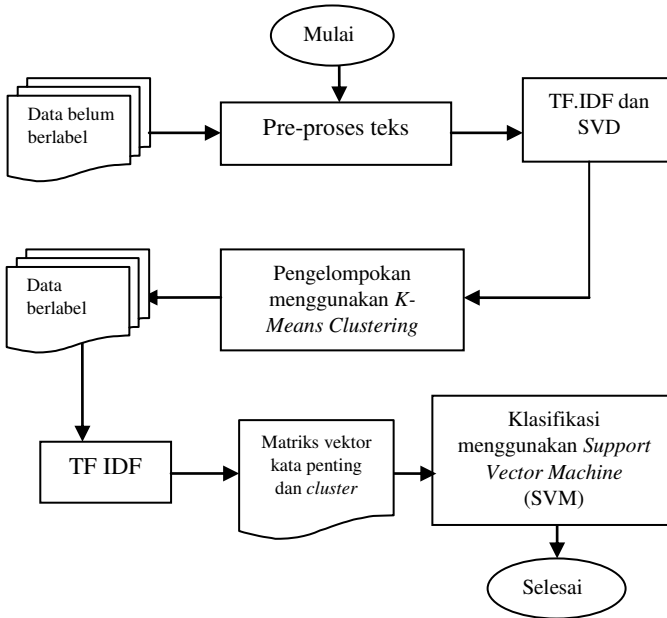 Mulai
Data belum
berlabel
Pre-proses teks
TF.IDF dan
SVD
Pengelompokan
menggunakan K-
Means Clustering
Data
berlabel
TF IDF
Matriks vektor
kata penting
dan cluster
Klasifikasi
menggunakan Support
Vector Machine
(SVM)
Selesai